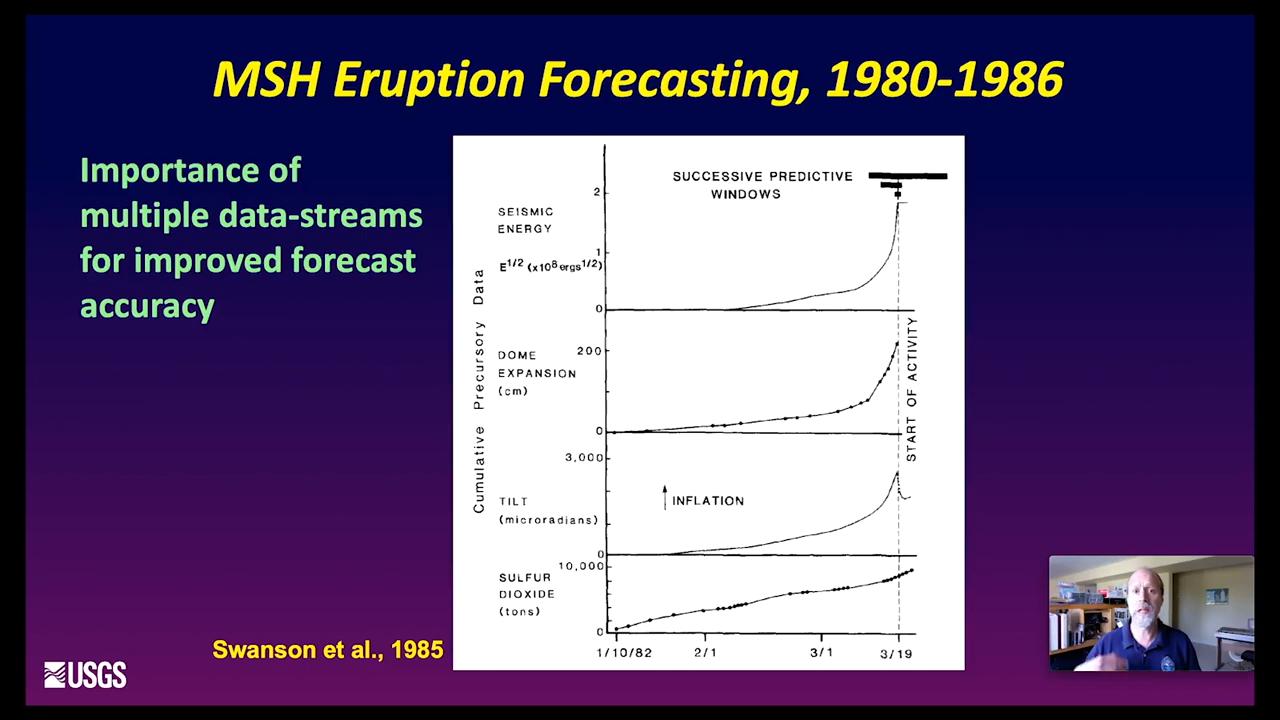 MSH Eruption Forecasting, 1980-1986
Importance of
multiple data-streams
for improved forecast
accuracy
Swanson et al., 1985
USGS
SUCCESSIVE PREDICTIVE
WINDOWS
Cumulative Precursory Data
2
SEISMIC
ENERGY
1
E1/2 (x10⁸ergs1/2)
0
200
DOME
EXPANSION
(cm)
0
START OF ACTIVITY
3,000
TILT
(microradians)
INFLATION
0
10,000
SULFUR
DIOXIDE
(tons)
0
1/10/82 2/1 3/1 3/19